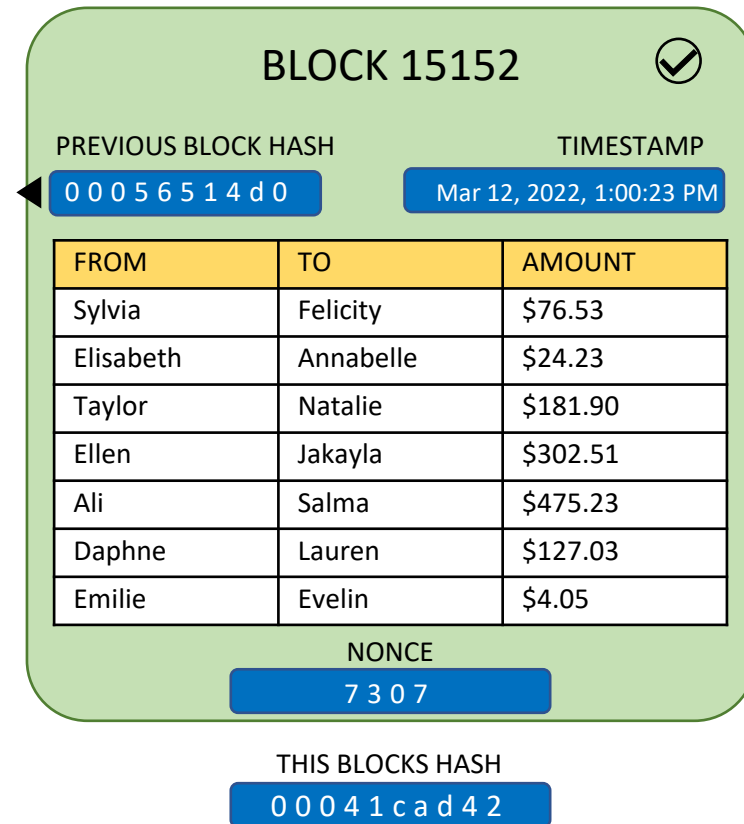 BLOCK 15152
PREVIOUS BLOCK HASH TIMESTAMP
0 0 0 5 6 5 1 4 d 0 Mar 12, 2022, 1:00:23 PM
FROM TO AMOUNT
Sylvia Felicity $76.53
Elisabeth Annabelle $24.23
Taylor Natalie $181.90
Ellen Jakayla $302.51
Ali Salma $475.23
Daphne Lauren $127.03
Emilie Evelin $4.05
NONCE
7 3 0 7
THIS BLOCKS HASH
0 0 0 4 1 c a d 4 2